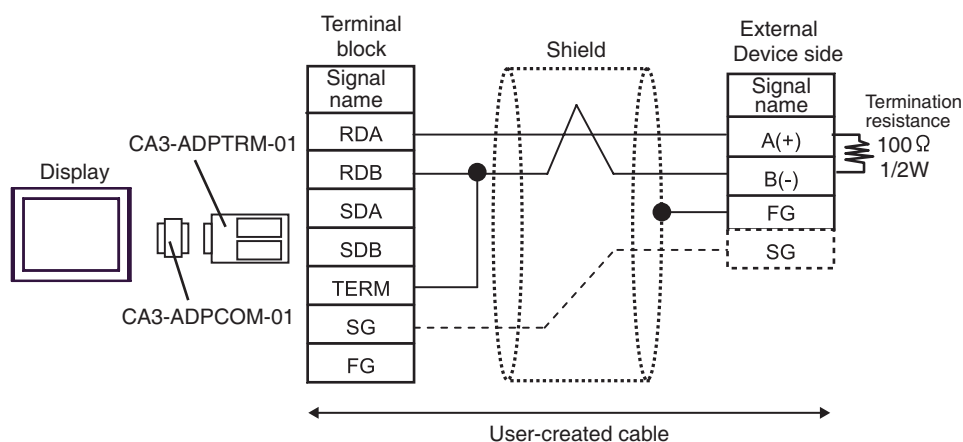 Terminal
block
Shield
External
Device side
Signal
name
Signal
name
Termination
resistance
100Ω
1/2W
RDA
A(+)
CA3-ADPTRM-01
RDB
B(-)
Display
SDA
FG
SDB
SG
TERM
CA3-ADPCOM-01
SG
FG
User-created cable